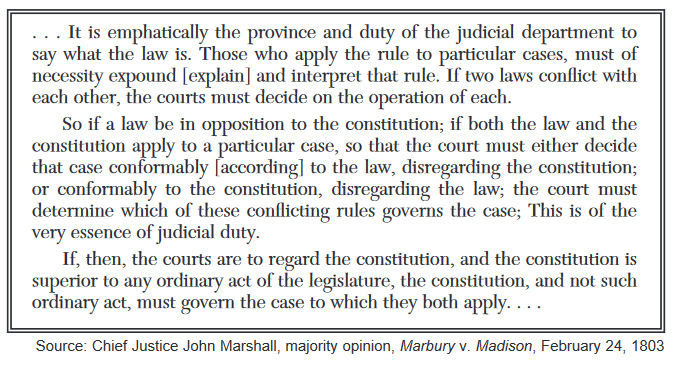 . . . It is emphatically the province and duty of the judicial department to
say what the law is. Those who apply the rule to particular cases, must of
necessity expound [explain] and interpret that rule. If two laws conflict with
each other, the courts must decide on the operation of each.
So if a law be in opposition to the constitution; if both the law and the
constitution apply to a particular case, so that the court must either decide
that case conformably [according] to the law, disregarding the constitution;
or conformably to the constitution, disregarding the law; the court must
determine which of these conflicting rules governs the case; This is of the
very essence of judicial duty.
If, then, the courts are to regard the constitution, and the constitution is
superior to any ordinary act of the legislature, the constitution, and not such
ordinary act, must govern the case to which they both apply. . . .
Source: Chief Justice John Marshall, majority opinion, Marbury v. Madison, February 24, 1803